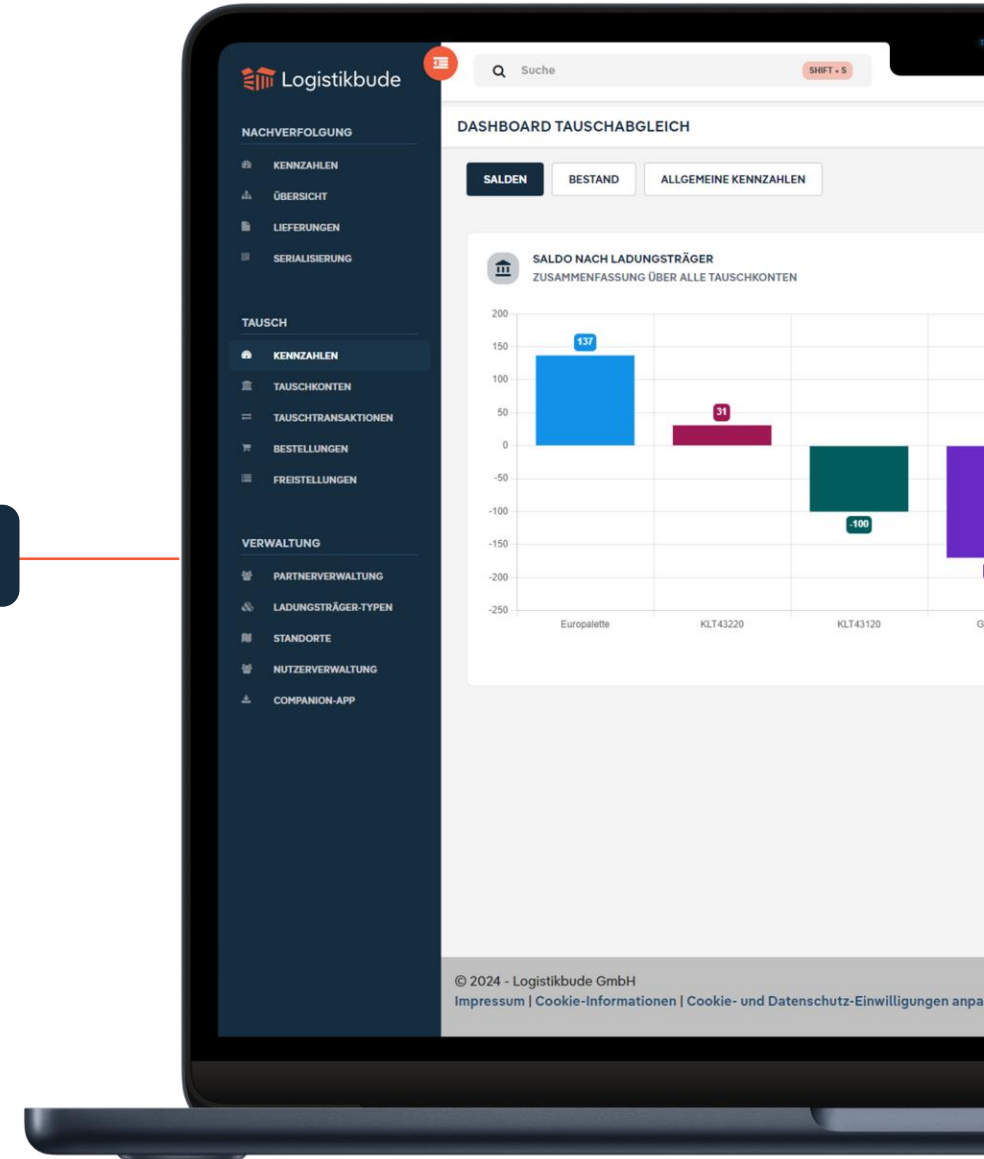 Logistikbude
Suche
SHIFT + S
NACHVERFOLGUNG
KENNZAHLEN
ÜBERSICHT
LIEFERUNGEN
SERIALISIERUNG
TAUSCH
KENNZAHLEN
TAUSCHKONTEN
TAUSCHTRANSAKTIONEN
BESTELLUNGEN
FREISTELLUNGEN
VERWALTUNG
PARTNERVERWALTUNG
LADUNGSTRÄGER-TYPEN
STANDORTE
NUTZERVERWALTUNG
COMPANION-APP
DASHBOARD TAUSCHABGLEICH
SALDEN BESTAND ALLGEMEINE KENNZAHLEN
SALDO NACH LADUNGSTRÄGER
ZUSAMMENFASSUNG ÜBER ALLE TAUSCHKONTEN
200
150
100
50
0
-50
-100
-150
-200
-250
137
31
-100
Europalette KLT43220 KLT43120 G
© 2024 - Logistikbude GmbH
Impressum | Cookie-Informationen | Cookie- und Datenschutz-Einwilligungen anpa